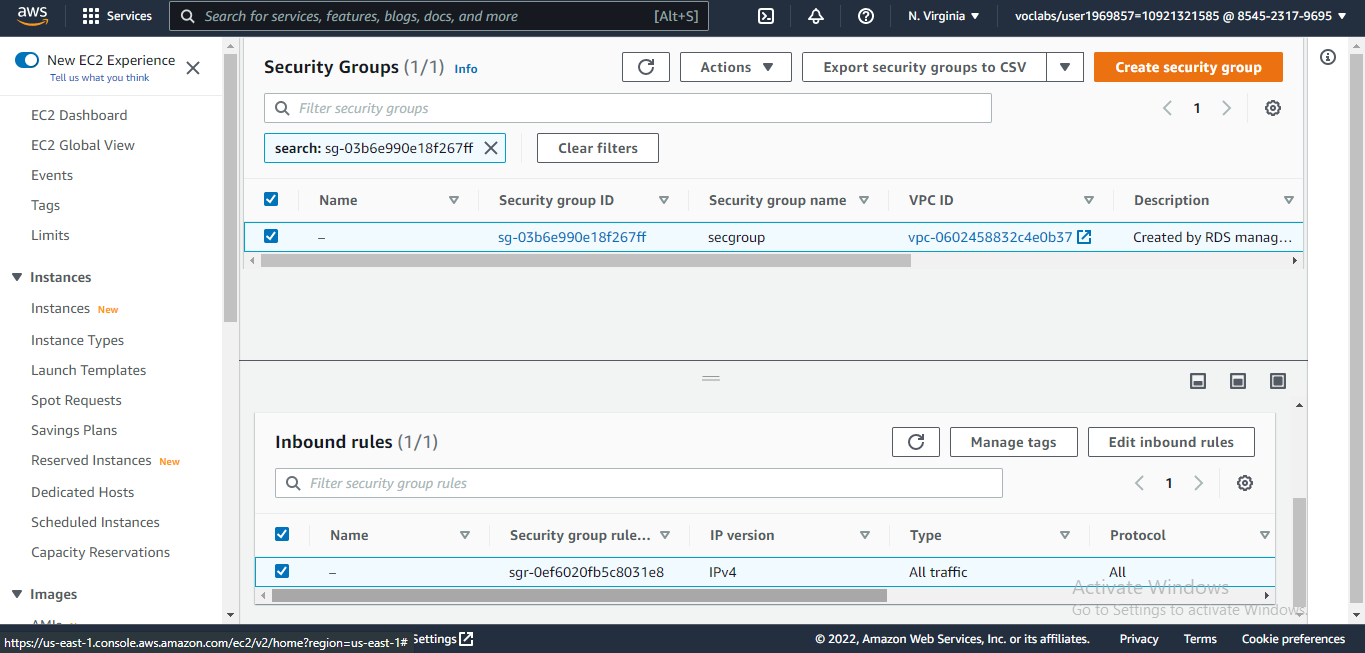 aws Services Search for services, features, blogs, docs, and more [Alt+S] N. Virginia voclabs/user1969857=10921321585 @ 8545-2317-9695
New EC2 Experience
Tell us what you think
EC2 Dashboard
EC2 Global View
Events
Tags
Limits
Instances
Instances New
Instance Types
Launch Templates
Spot Requests
Savings Plans
Reserved Instances New
Dedicated Hosts
Scheduled Instances
Capacity Reservations
Images
Security Groups (1/1) Info Actions Export security groups to CSV Create security group
Filter security groups 1
search: sg-03b6e990e18f267ff Clear filters
Name Security group ID Security group name VPC ID Description
– sg-03b6e990e18f267ff secgroup vpc-0602458832c4e0b37 Created by RDS manag...
Inbound rules (1/1) Manage tags Edit inbound rules
Filter security group rules 1
Name Security group rule... IP version Type Protocol
– sgr-0ef6020fb5c8031e8 IPv4 All traffic All
Activate Windows
Go to Settings to activate Windows.
https://us-east-1.console.aws.amazon.com/ec2/v2/home?region=us-east-1# Settings © 2022, Amazon Web Services, Inc. or its affiliates. Privacy Terms Cookie preferences